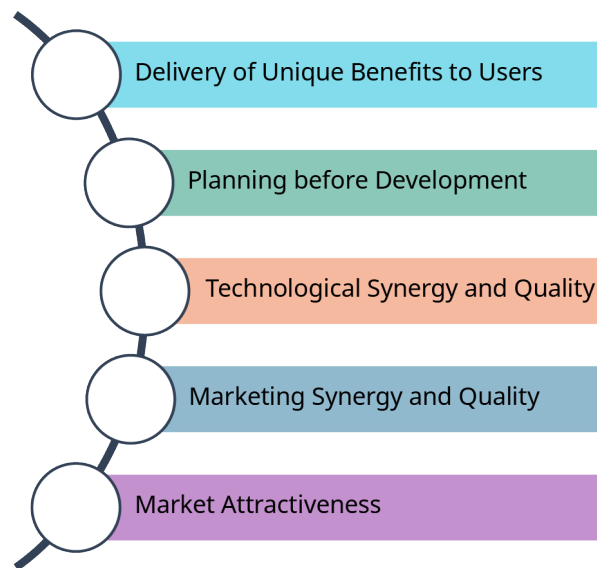 Delivery of Unique Benefits to Users
Planning before Development
Technological Synergy and Quality
Marketing Synergy and Quality
Market Attractiveness